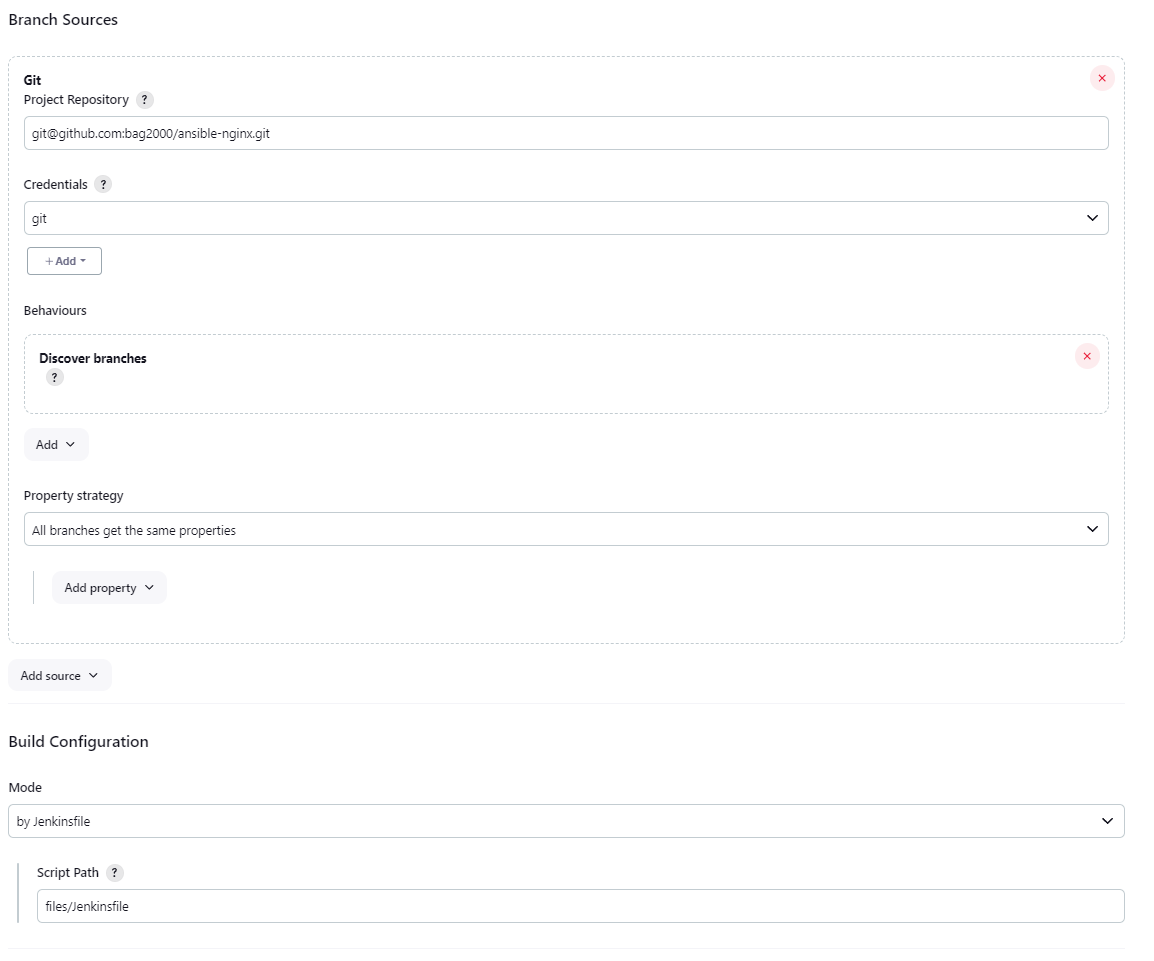 Branch Sources
Git
Project Repository ?
git@github.com:bag2000/ansible-nginx.git
Credentials ?
git
+ Add
Behaviours
Discover branches
?
Add
Property strategy
All branches get the same properties
Add property
Add source
Build Configuration
Mode
by Jenkinsfile
Script Path ?
files/Jenkinsfile